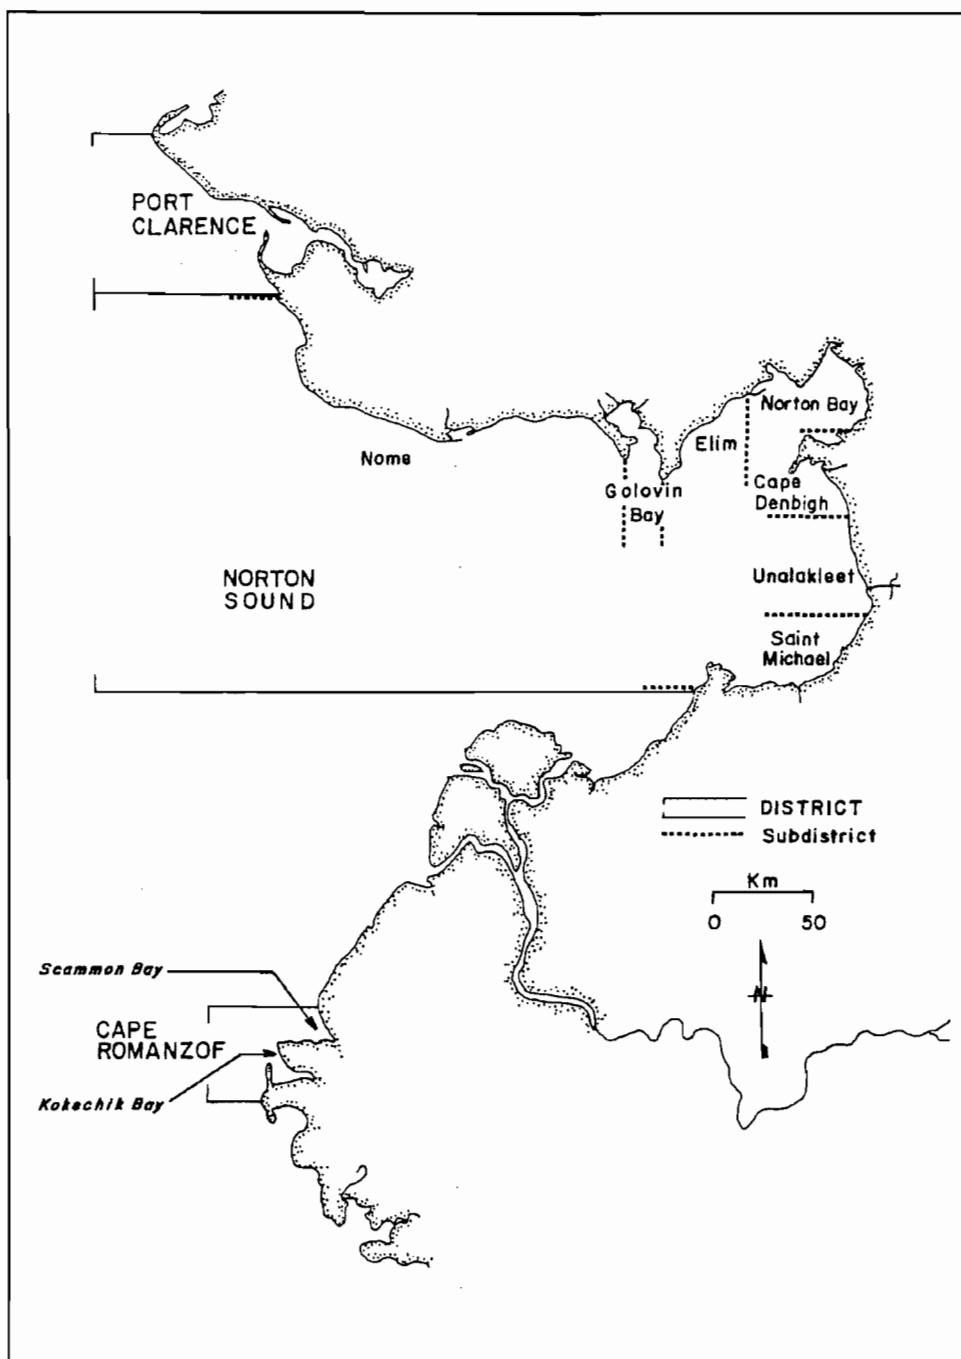 PORT
CLARENCE
Norton Bay
Nome
Elim
Golovin
Bay
Cape
Denbigh
NORTON
SOUND
Unalakleet
Saint
Michael
DISTRICT
Subdistrict
Km
0 50
Scammon Bay
N
CAPE
ROMANZOF
Kokechik Bay